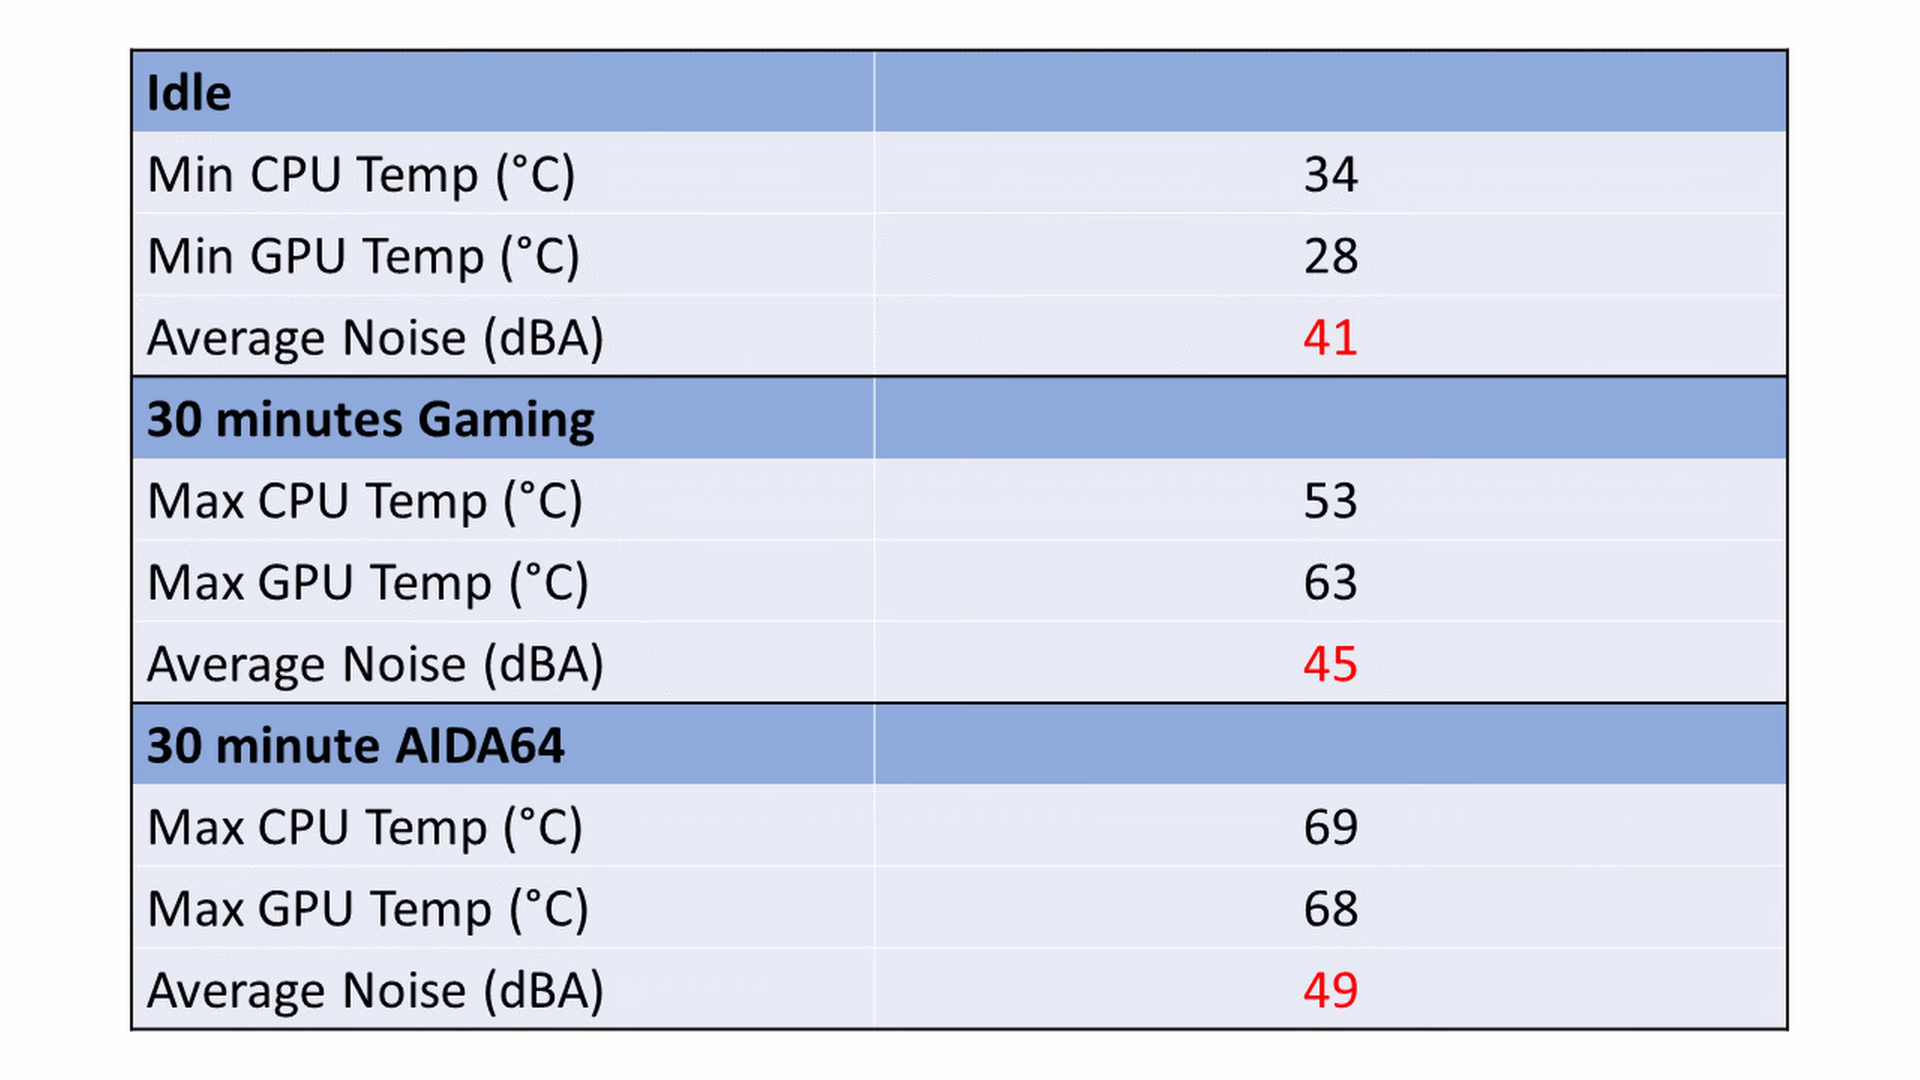 Idle
Min CPU Temp (°C) 34
Min GPU Temp (°C) 28
Average Noise (dBA) 41
30 minutes Gaming
Max CPU Temp (°C) 53
Max GPU Temp (°C) 63
Average Noise (dBA) 45
30 minute AIDA64
Max CPU Temp (°C) 69
Max GPU Temp (°C) 68
Average Noise (dBA) 49